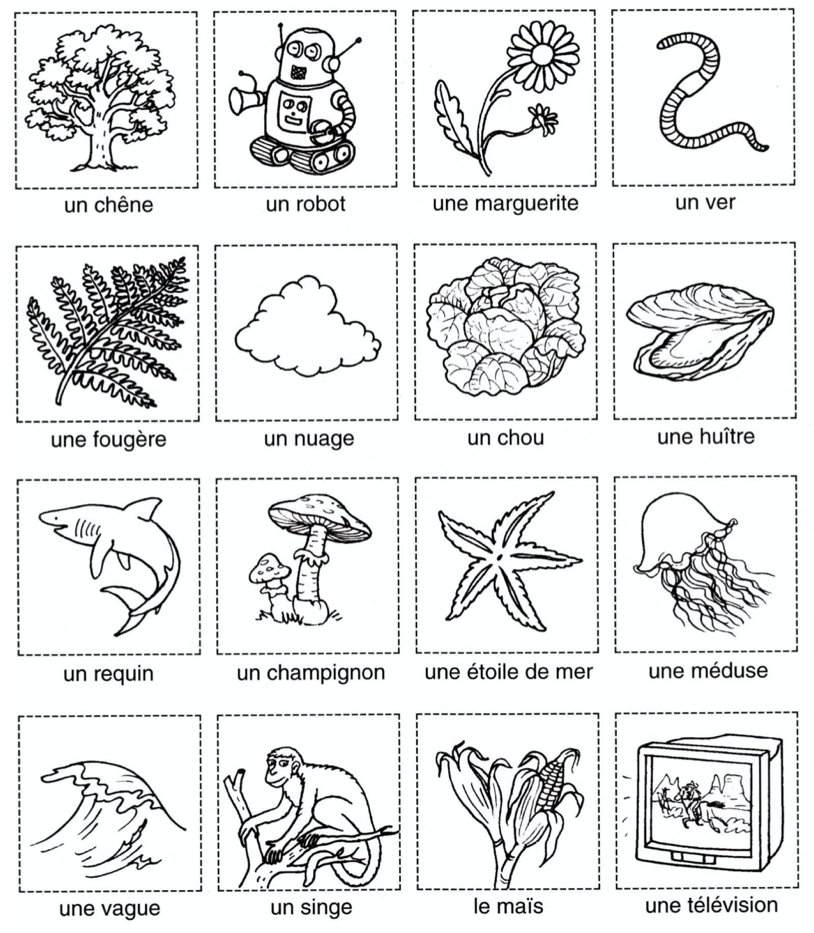 un chêne
un robot
une marguerite
un ver
une fougère
un nuage
un chou
une huître
un requin
un champignon
une étoile de mer
une méduse
une vague
un singe
le maïs
une télévision